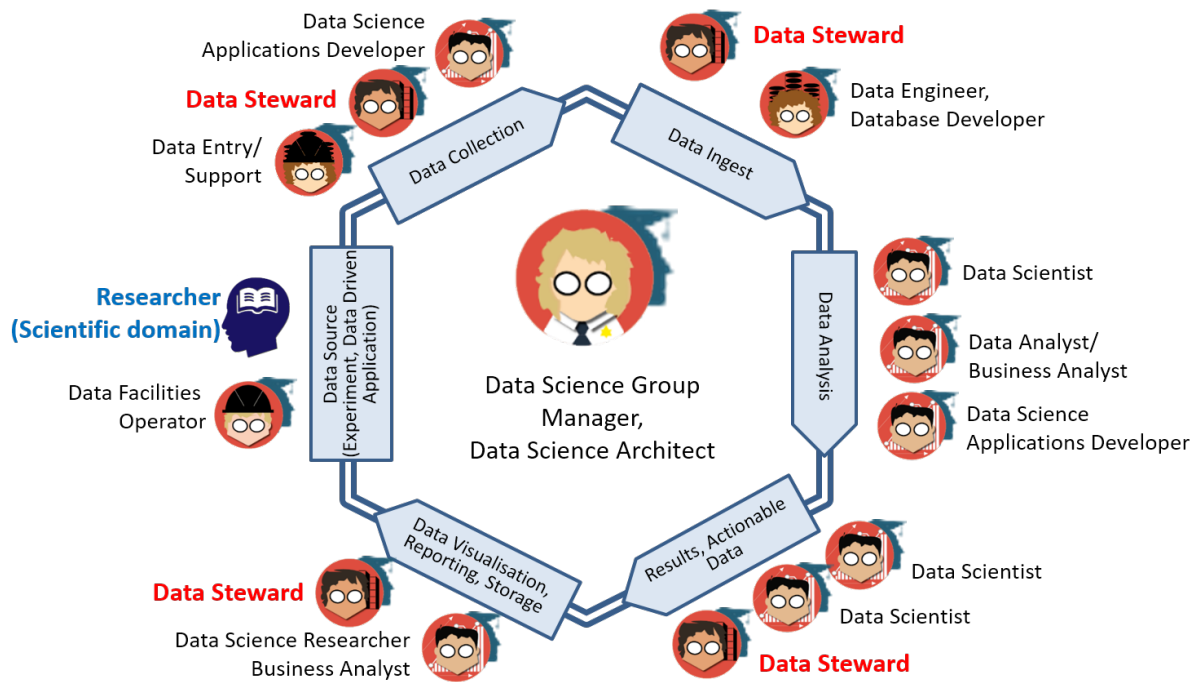 Data Science
Applications Developer
Data Steward
Data Entry/
Support
Data Collection
Data Steward
Data Engineer,
Database Developer
Data Ingest
Researcher
(Scientific domain)
Data Facilities
Operator
Data Source
(Experiment, Data Driven
Application)
Data Science Group
Manager,
Data Science Architect
Data Analysis
Data Scientist
Data Analyst/
Business Analyst
Data Science
Applications Developer
Data Visualisation,
Reporting, Storage
Data Steward
Data Science Researcher
Business Analyst
Results, Actionable
Data
Data Scientist
Data Scientist
Data Steward